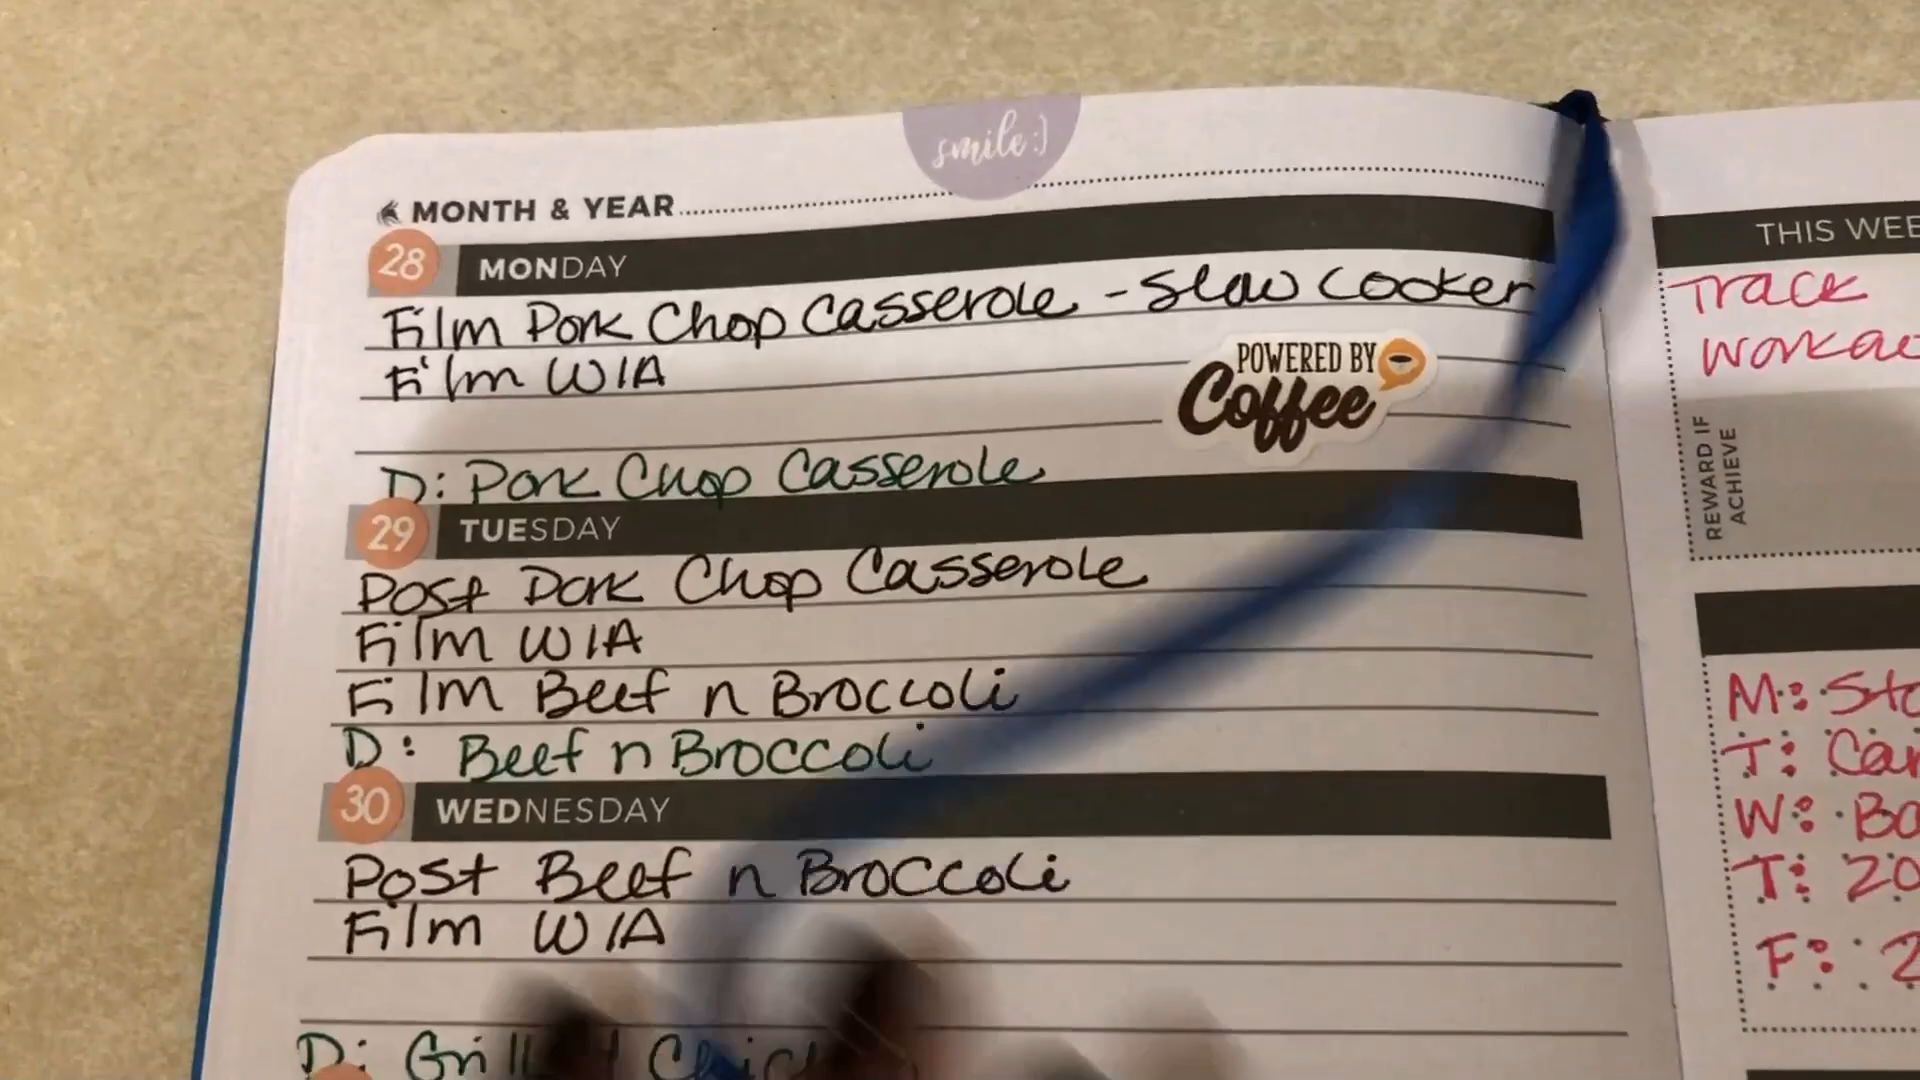 smile :)
MONTH & YEAR
28 MONDAY
Film Pork Chop Casserole - Slow Cooker
Film WIA
POWERED BY
Coffee
D: Pork Chop Casserole
29 TUESDAY
Post Pork Chop Casserole
Film WIA
Film Beef n Broccoli
D: Beef n Broccoli
30 WEDNESDAY
Post Beef n Broccoli
Film WIA
D:
THIS
Track
REWARD IF
ACHIEVE
M:
T:
W:
T:
F: